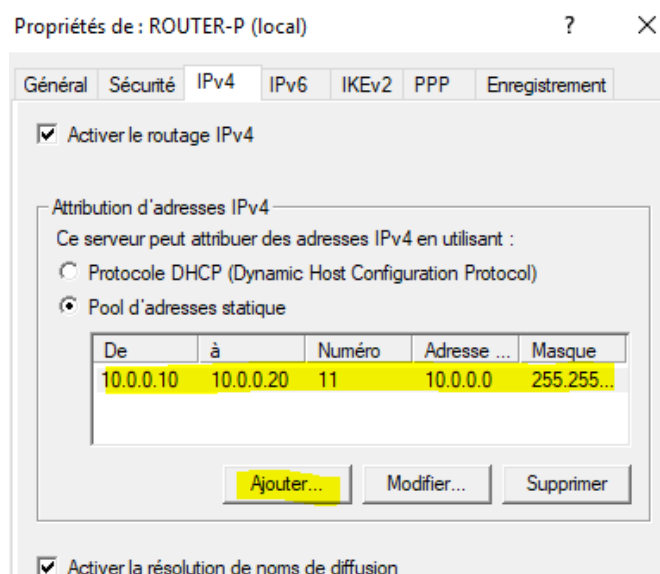 Propriétés de : ROUTER-P (local) ? ×
Général Sécurité IPv4 IPv6 IKEv2 PPP Enregistrement
Activer le routage IPv4
Attribution d'adresses IPv4
Ce serveur peut attribuer des adresses IPv4 en utilisant :
Protocole DHCP (Dynamic Host Configuration Protocol)
Pool d'adresses statique
De à Numéro Adresse ... Masque
10.0.0.10 10.0.0.20 11 10.0.0.0 255.255...
Ajouter... Modifier... Supprimer
Activer la résolution de noms de diffusion